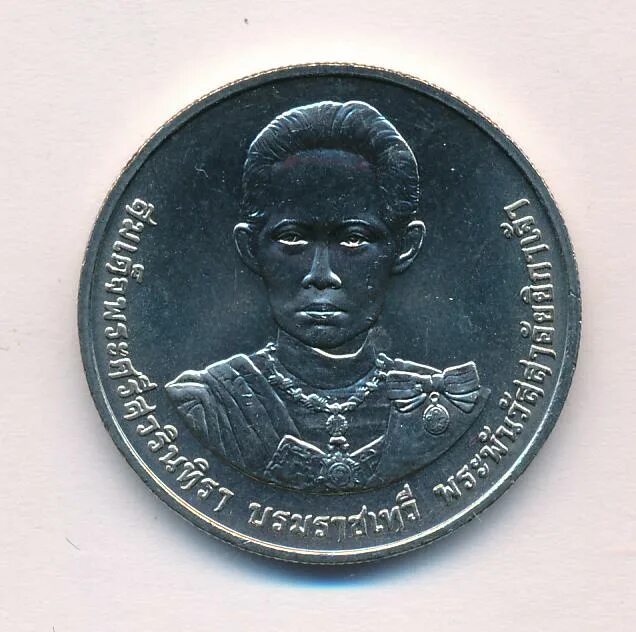 สมเด็จพระศรีสวรินทิรา บรมราชเทวี พระพันวัสสาอัยยิกาเจ้า